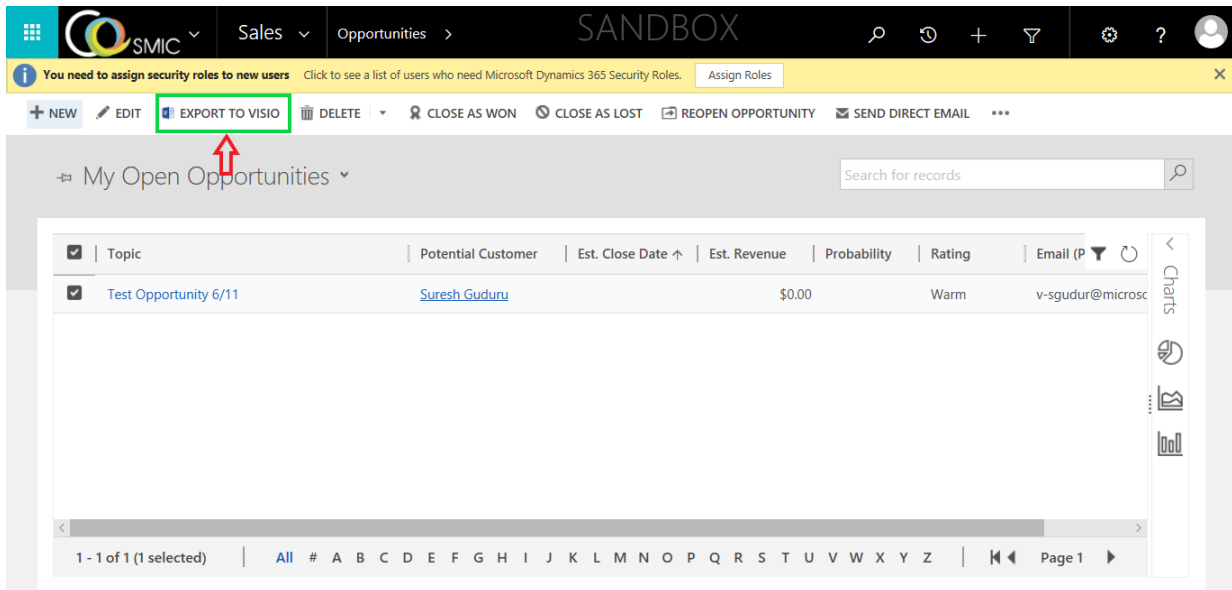 SMIC Sales Opportunities > SANDBOX ?
You need to assign security roles to new users Click to see a list of users who need Microsoft Dynamics 365 Security Roles. Assign Roles
NEW EDIT EXPORT TO VISIO DELETE CLOSE AS WON CLOSE AS LOST REOPEN OPPORTUNITY SEND DIRECT EMAIL •••
My Open Opportunities Search for records
Topic Potential Customer Est. Close Date ↑ Est. Revenue Probability Rating Email (P
Test Opportunity 6/11 Suresh Guduru $0.00 Warm v-sgudur@microsc
Charts
1 - 1 of 1 (1 selected) All # A B C D E F G H I J K L M N O P Q R S T U V W X Y Z Page 1